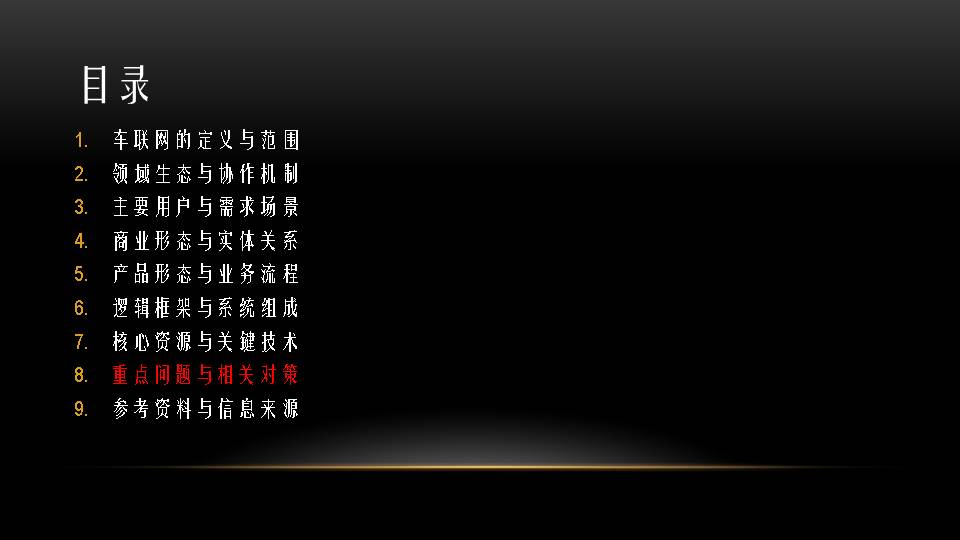 目录
1. 车联网的定义与范围
2. 领域生态与协作机制
3. 主要用户与需求场景
4. 商业形态与实体关系
5. 产品形态与业务流程
6. 逻辑框架与系统组成
7. 核心资源与关键技术
8. 重点问题与相关对策
9. 参考资料与信息来源